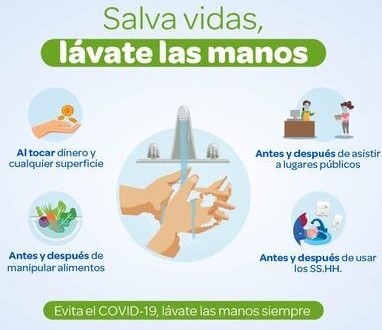 Salva vidas,
lávate las manos
Al tocar dinero y
cualquier superficie
Antes y después de asistir
a lugares públicos
Antes y después de
manipular alimentos
Antes y después de usar
los SS.HH.
Evita el COVID-19, lávate las manos siempre